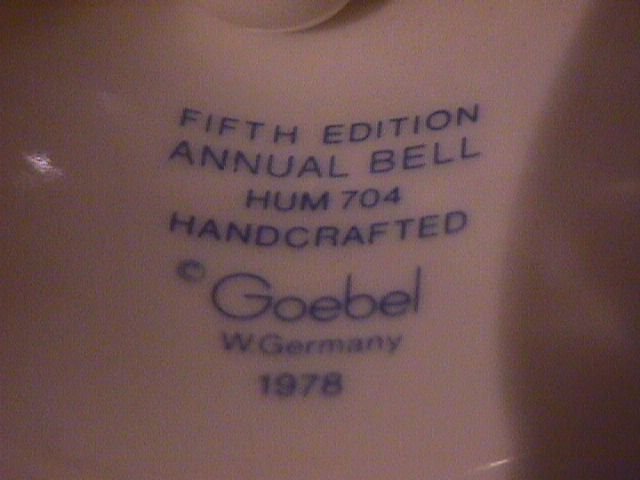 FIFTH EDITION
ANNUAL BELL
HUM 704
HANDCRAFTED
© Goebel
W.Germany
1978